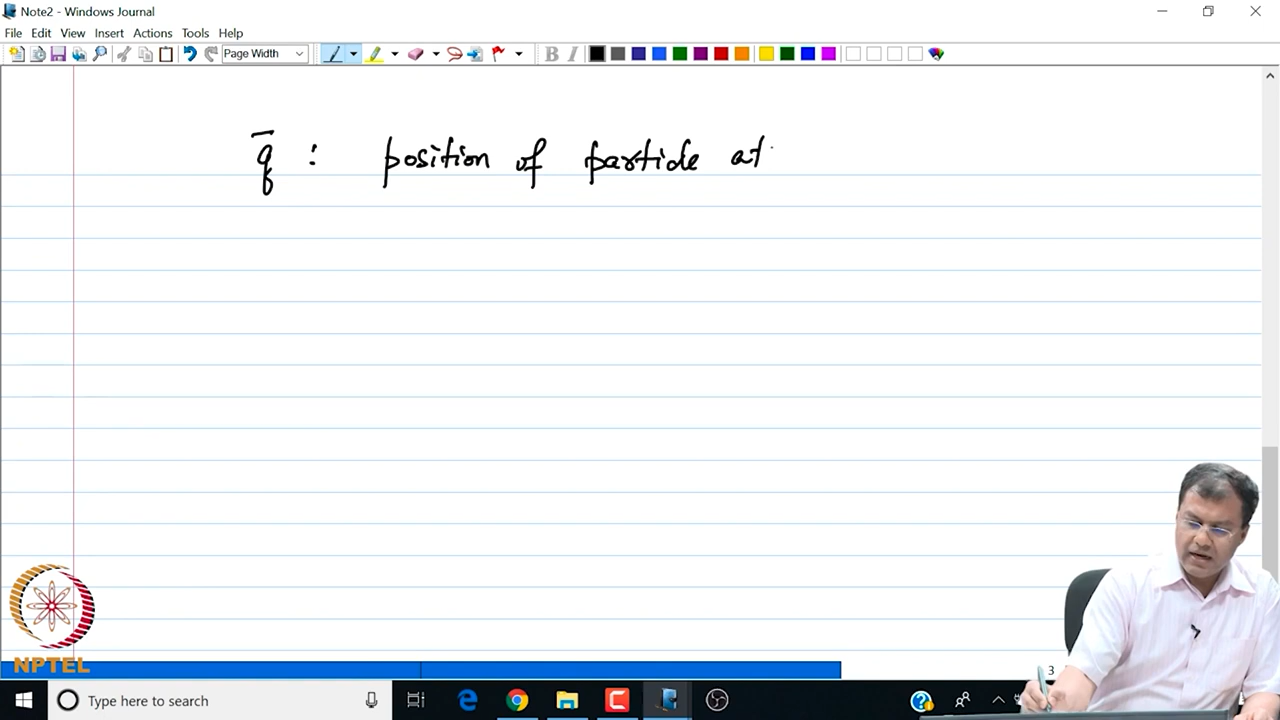 Note2 - Windows Journal
File Edit View Insert Actions Tools Help
Page Width
B I
q̄ : position of particle at
3
NPTEL
Type here to search